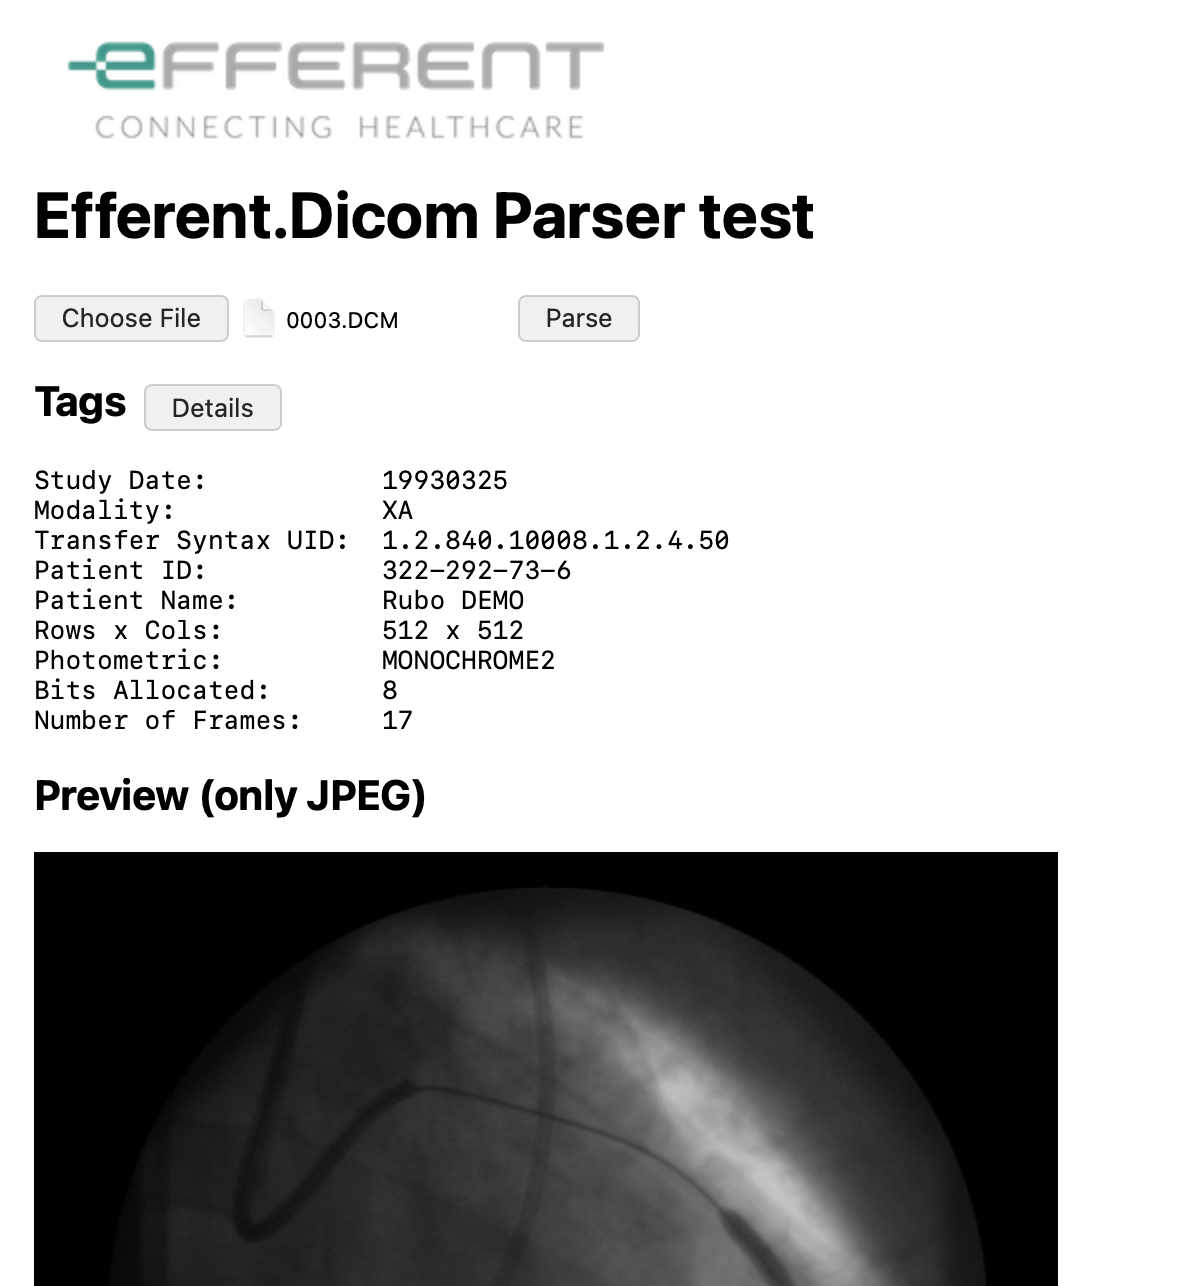 eFFERENT
CONNECTING HEALTHCARE
Efferent.Dicom Parser test
Choose File 0003.DCM Parse
Tags Details
Study Date: 19930325
Modality: XA
Transfer Syntax UID: 1.2.840.10008.1.2.4.50
Patient ID: 322-292-73-6
Patient Name: Rubo DEMO
Rows x Cols: 512 x 512
Photometric: MONOCHROME2
Bits Allocated: 8
Number of Frames: 17
Preview (only JPEG)